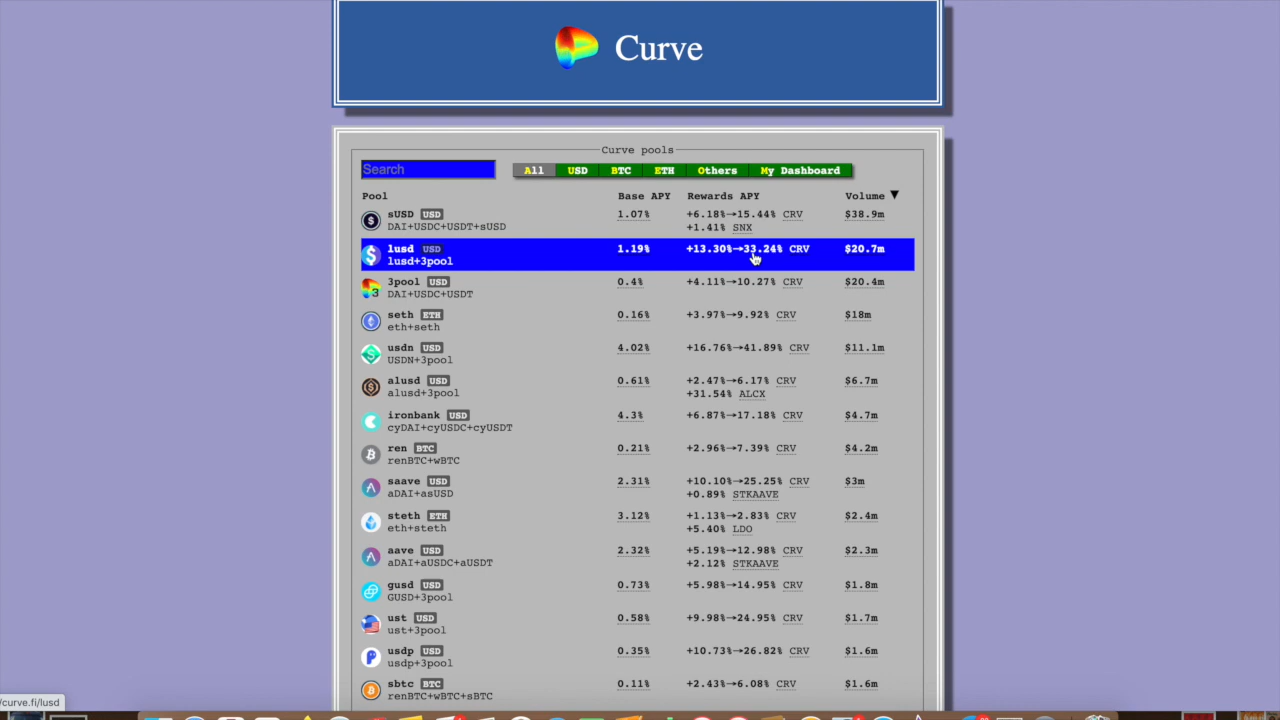 Curve
Curve pools
Search All USD BTC ETH Others My Dashboard
Pool Base APY Rewards APY Volume ▼
sUSD USD 1.07% +6.18%→15.44% CRV $38.9m
DAI+USDC+USDT+sUSD +1.41% SNX
lusd USD 1.19% +13.30%→33.24% CRV $20.7m
lusd+3pool
3pool USD 0.4% +4.11%→10.27% CRV $20.4m
DAI+USDC+USDT
seth ETH 0.16% +3.97%→9.92% CRV $18m
eth+seth
usdn USD 4.02% +16.76%→41.89% CRV $11.1m
USDN+3pool
alusd USD 0.61% +2.47%→6.17% CRV $6.7m
alusd+3pool +31.54% ALCX
ironbank USD 4.3% +6.87%→17.18% CRV $4.7m
cyDAI+cyUSDC+cyUSDT
ren BTC 0.21% +2.96%→7.39% CRV $4.2m
renBTC+wBTC
saave USD 2.31% +10.10%→25.25% CRV $3m
aDAI+asUSD +0.89% STKAAVE
steth ETH 3.12% +1.13%→2.83% CRV $2.4m
eth+steth +5.40% LDO
aave USD 2.32% +5.19%→12.98% CRV $2.3m
aDAI+aUSDC+aUSDT +2.12% STKAAVE
gusd USD 0.73% +5.98%→14.95% CRV $1.8m
GUSD+3pool
ust USD 0.58% +9.98%→24.95% CRV $1.7m
ust+3pool
usdp USD 0.35% +10.73%→26.82% CRV $1.6m
usdp+3pool
sbtc BTC 0.11% +2.43%→6.08% CRV $1.6m
renBTC+wBTC+sBTC
/curve.fi/lusd